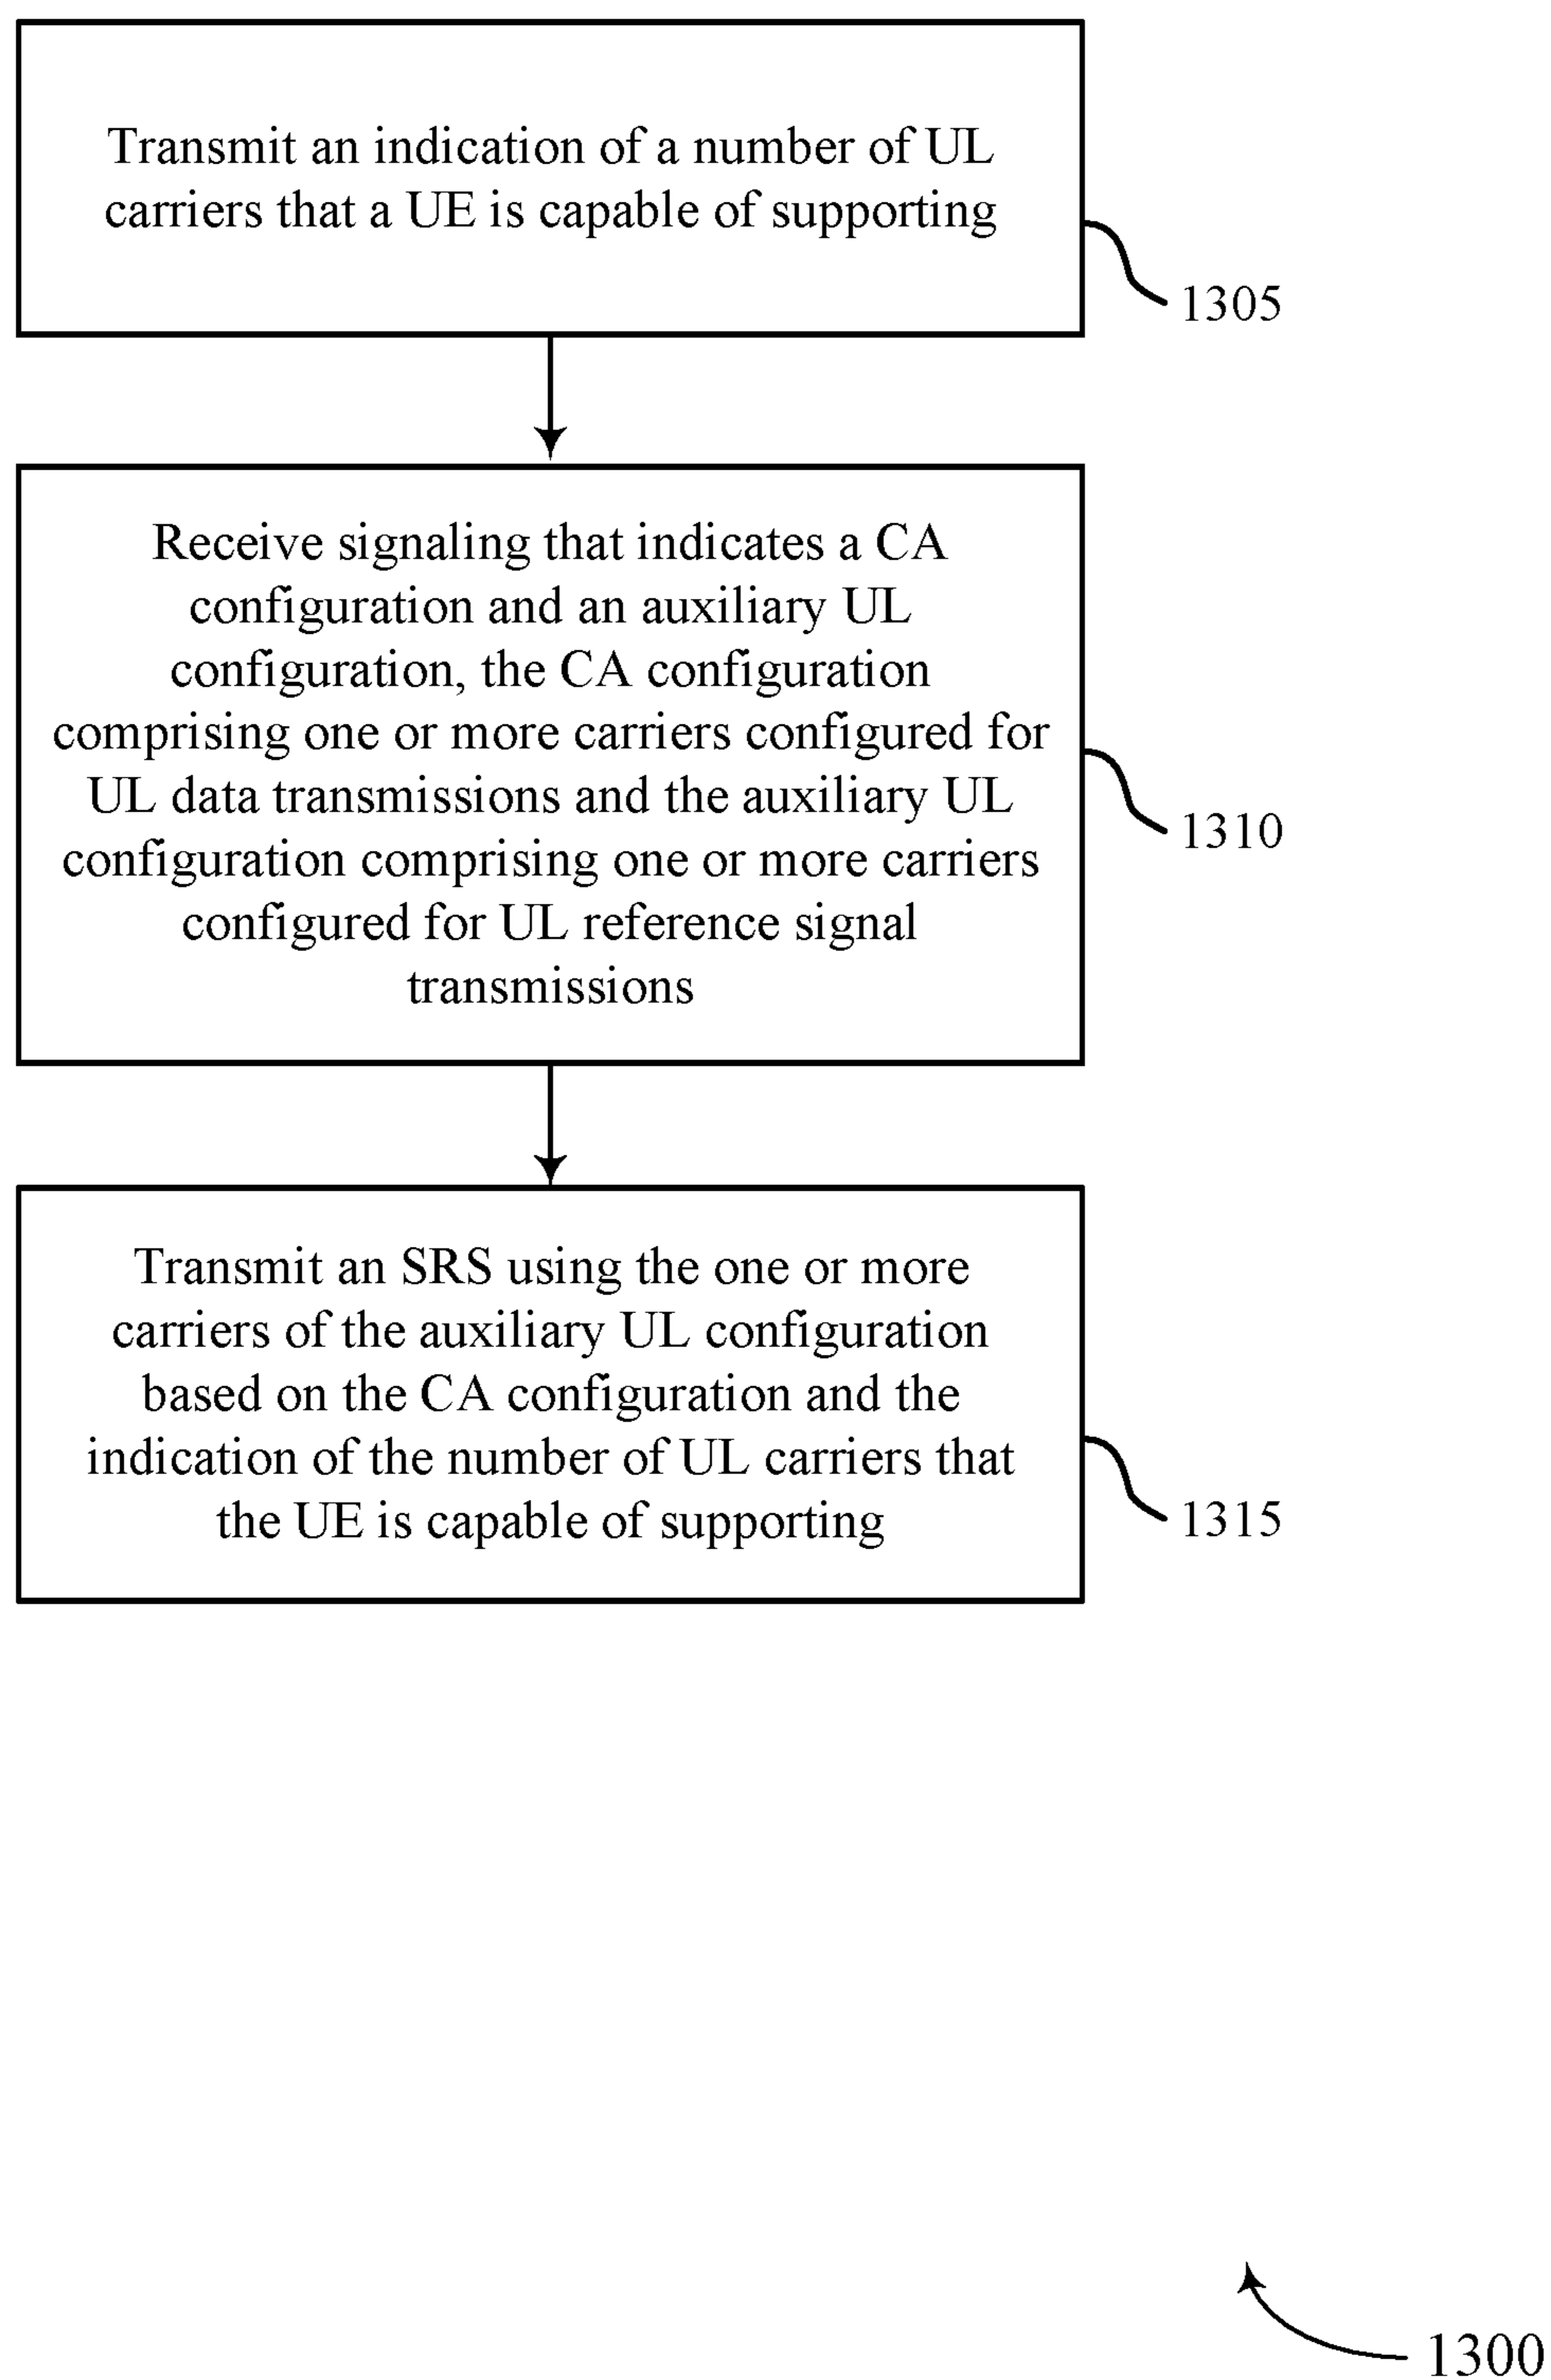 Transmit an indication of a number of UL
carriers that a UE is capable of supporting
1305
Receive signaling that indicates a CA
configuration and an auxiliary UL
configuration, the CA configuration
comprising one or more carriers configured for
UL data transmissions and the auxiliary UL
configuration comprising one or more carriers
configured for UL reference signal
transmissions
1310
Transmit an SRS using the one or more
carriers of the auxiliary UL configuration
based on the CA configuration and the
indication of the number of UL carriers that
the UE is capable of supporting
1315
1300